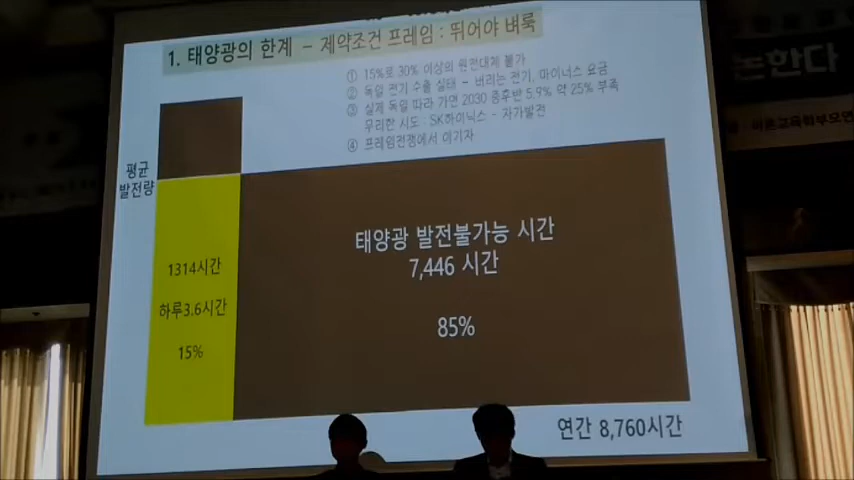 1. 태양광의 한계 – 제약조건 프레임 : 뛰어야 벼룩
① 15%로 30% 이상의 원전대체 불가
② 독일 전기 수출 실태 – 버리는 전기, 마이너스 요금
③ 실제 독일 따라 가면 2030 중후반 5.9% 약 25% 부족
무리한 시도 : SK하이닉스 - 자가발전
④ 프레임전쟁에서 이기자
평균
발전량
1314시간
하루3.6시간
15%
태양광 발전불가능 시간
7,446 시간
85%
연간 8,760시간
논한다